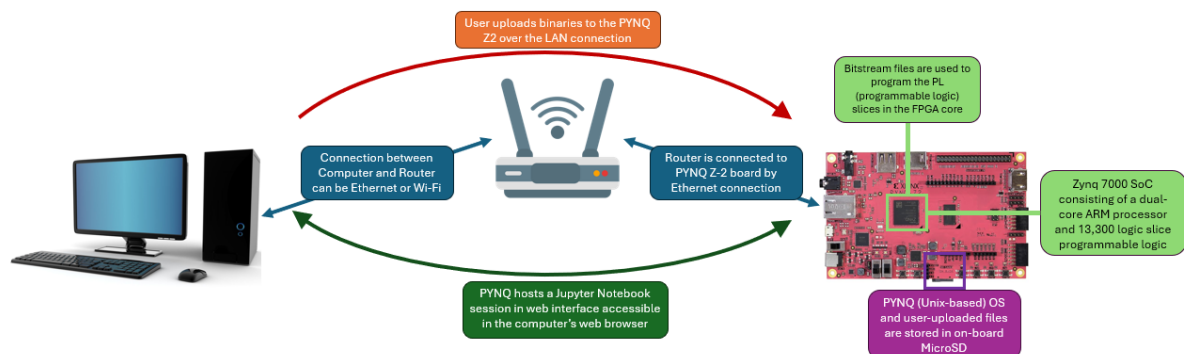 User uploads binaries to the PYNQ
Z2 over the LAN connection
Bitstream files are used to
program the PL
(programmable logic)
slices in the FPGA core
Connection between
Computer and Router
can be Ethernet or Wi-Fi
Router is connected to
PYNQ Z-2 board by
Ethernet connection
Zynq 7000 SoC
consisting of a dual-
core ARM processor
and 13,300 logic slice
programmable logic
PYNQ hosts a Jupyter Notebook
session in web interface accessible
in the computer's web browser
PYNQ (Unix-based) OS
and user-uploaded files
are stored in on-board
MicroSD